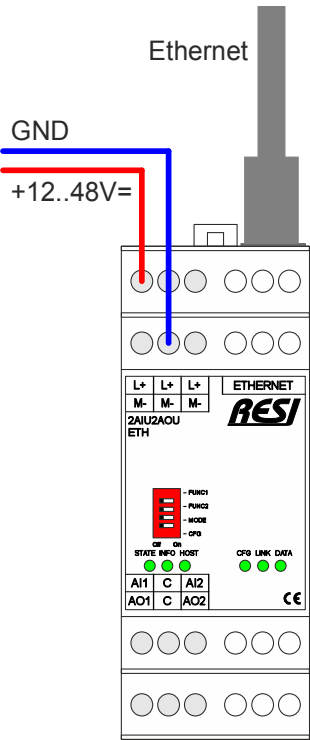 Ethernet
GND
+12..48V=
L+ L+ L+ ETHERNET
M- M- M- RESI
2AIU2AOU
ETH
- FUNC1
- FUNC2
- MODE
- CFG
Off On
STATE INFO HOST CFG LINK DATA
AI1 C AI2
AO1 C AO2 CE